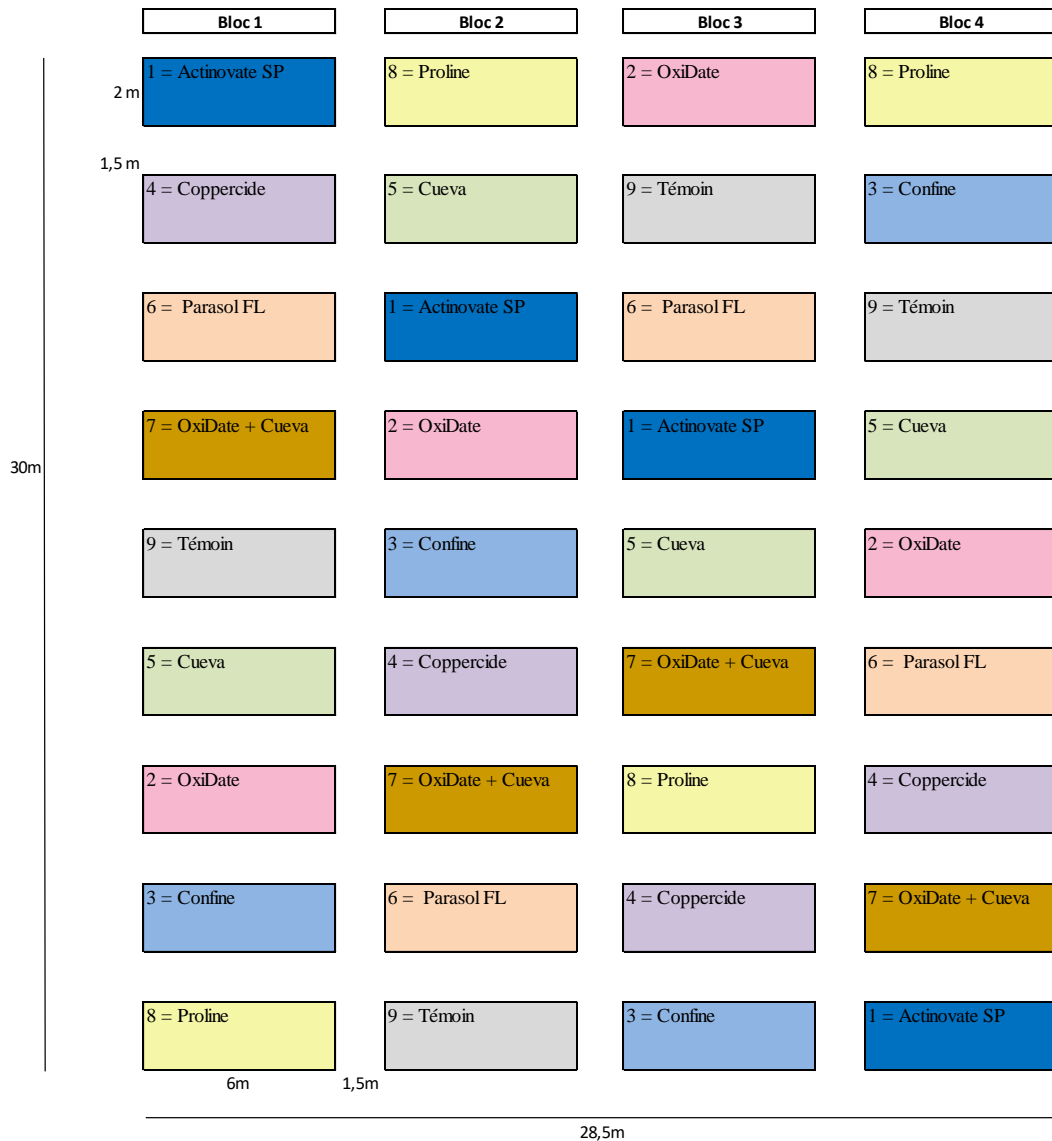 Bloc 1
Bloc 2
Bloc 3
Bloc 4
1 = Actinovate SP
8 = Proline
2 = OxiDate
8 = Proline
2 m
1,5 m
4 = Coppercide
5 = Cueva
9 = Témoin
3 = Confine
6 =  Parasol FL
1 = Actinovate SP
6 =  Parasol FL
9 = Témoin
7 = OxiDate + Cueva
2 = OxiDate
1 = Actinovate SP
5 = Cueva
30m
9 = Témoin
3 = Confine
5 = Cueva
2 = OxiDate
5 = Cueva
4 = Coppercide
7 = OxiDate + Cueva
6 =  Parasol FL
2 = OxiDate
7 = OxiDate + Cueva
8 = Proline
4 = Coppercide
3 = Confine
6 =  Parasol FL
4 = Coppercide
7 = OxiDate + Cueva
8 = Proline
9 = Témoin
3 = Confine
1 = Actinovate SP
6m
1,5m
28,5m